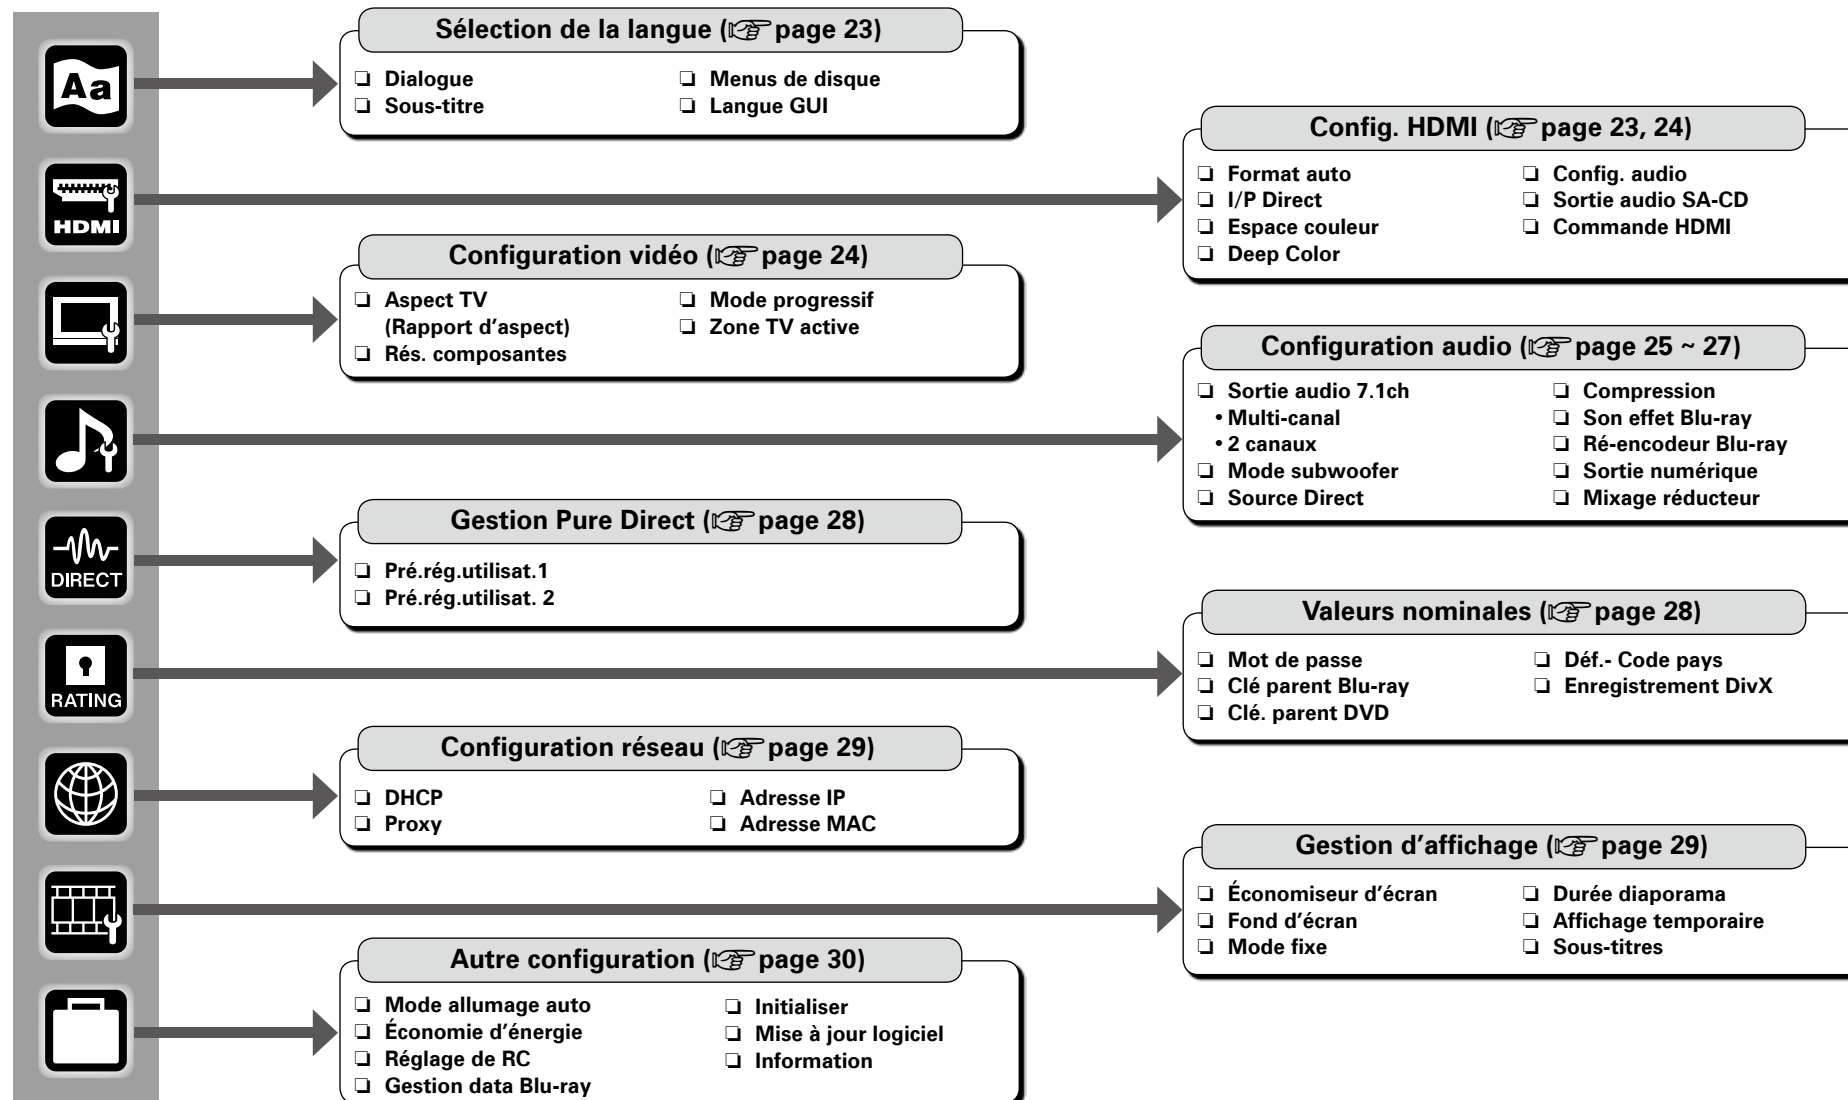 Aa
Sélection de la langue (☞ page 23)
❏ Dialogue
❏ Sous-titre
❏ Menus de disque
❏ Langue GUI
HDMI
Config. HDMI (☞ page 23, 24)
❏ Format auto
❏ I/P Direct
❏ Espace couleur
❏ Deep Color
❏ Config. audio
❏ Sortie audio SA-CD
❏ Commande HDMI
Configuration vidéo (☞ page 24)
❏ Aspect TV
(Rapport d’aspect)
❏ Rés. composantes
❏ Mode progressif
❏ Zone TV active
Configuration audio (☞ page 25 ~ 27)
❏ Sortie audio 7.1ch
• Multi-canal
• 2 canaux
❏ Mode subwoofer
❏ Source Direct
❏ Compression
❏ Son effet Blu-ray
❏ Ré-encodeur Blu-ray
❏ Sortie numérique
❏ Mixage réducteur
DIRECT
Gestion Pure Direct (☞ page 28)
❏ Pré.rég.utilisat.1
❏ Pré.rég.utilisat. 2
RATING
Valeurs nominales (☞ page 28)
❏ Mot de passe
❏ Clé parent Blu-ray
❏ Clé. parent DVD
❏ Déf.- Code pays
❏ Enregistrement DivX
Configuration réseau (☞ page 29)
❏ DHCP
❏ Proxy
❏ Adresse IP
❏ Adresse MAC
Gestion d’affichage (☞ page 29)
❏ Économiseur d’écran
❏ Fond d’écran
❏ Mode fixe
❏ Durée diaporama
❏ Affichage temporaire
❏ Sous-titres
Autre configuration (☞ page 30)
❏ Mode allumage auto
❏ Économie d’énergie
❏ Réglage de RC
❏ Gestion data Blu-ray
❏ Initialiser
❏ Mise à jour logiciel
❏ Information